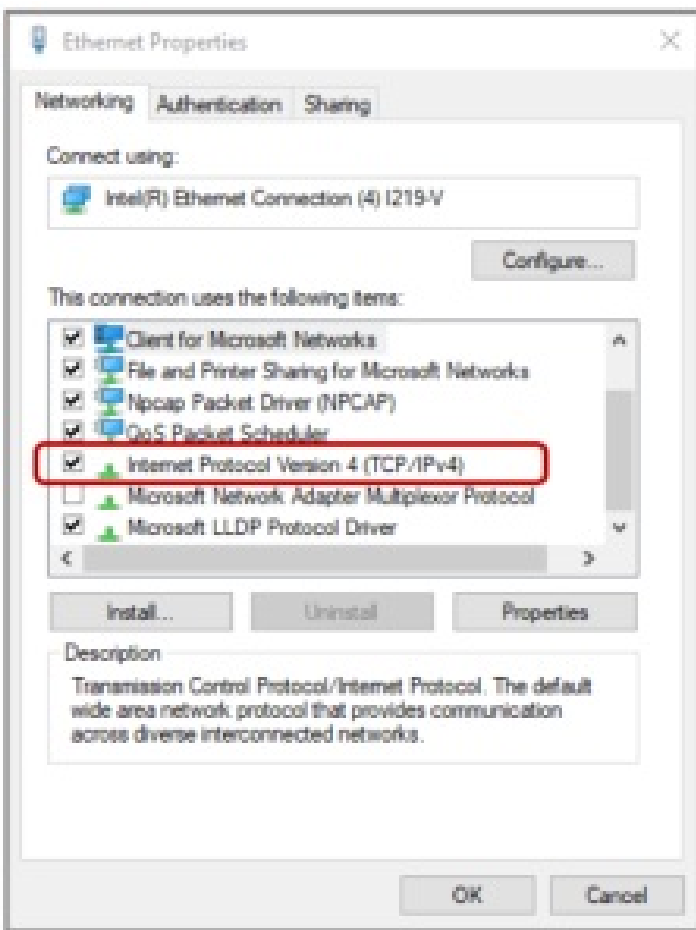 Ethernet Properties
Networking Authentication Sharing
Connect using:
Intel(R) Ethernet Connection (4) I219-V
Configure...
This connection uses the following items:
Client for Microsoft Networks
File and Printer Sharing for Microsoft Networks
Npcap Packet Driver (NPCAP)
QoS Packet Scheduler
Internet Protocol Version 4 (TCP/IPv4)
Microsoft Network Adapter Multiplexor Protocol
Microsoft LLDP Protocol Driver
Install... Uninstall Properties
Description
Transmission Control Protocol/Internet Protocol. The default
wide area network protocol that provides communication
across diverse interconnected networks.
OK Cancel